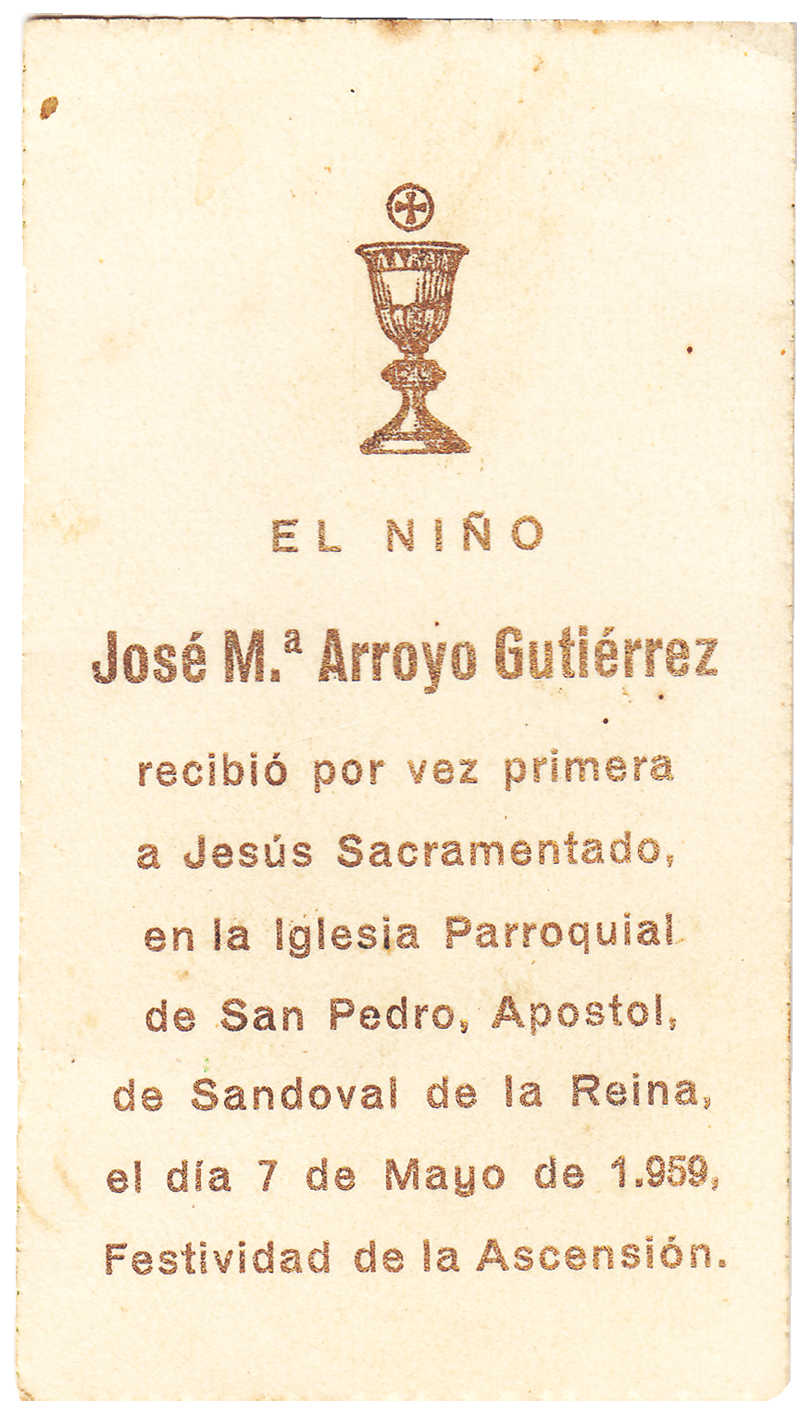 EL NIÑO
José M.ª Arroyo Gutiérrez
recibió por vez primera
a Jesús Sacramentado,
en la Iglesia Parroquial
de San Pedro, Apostol,
de Sandoval de la Reina,
el día 7 de Mayo de 1.959,
Festividad de la Ascensión.